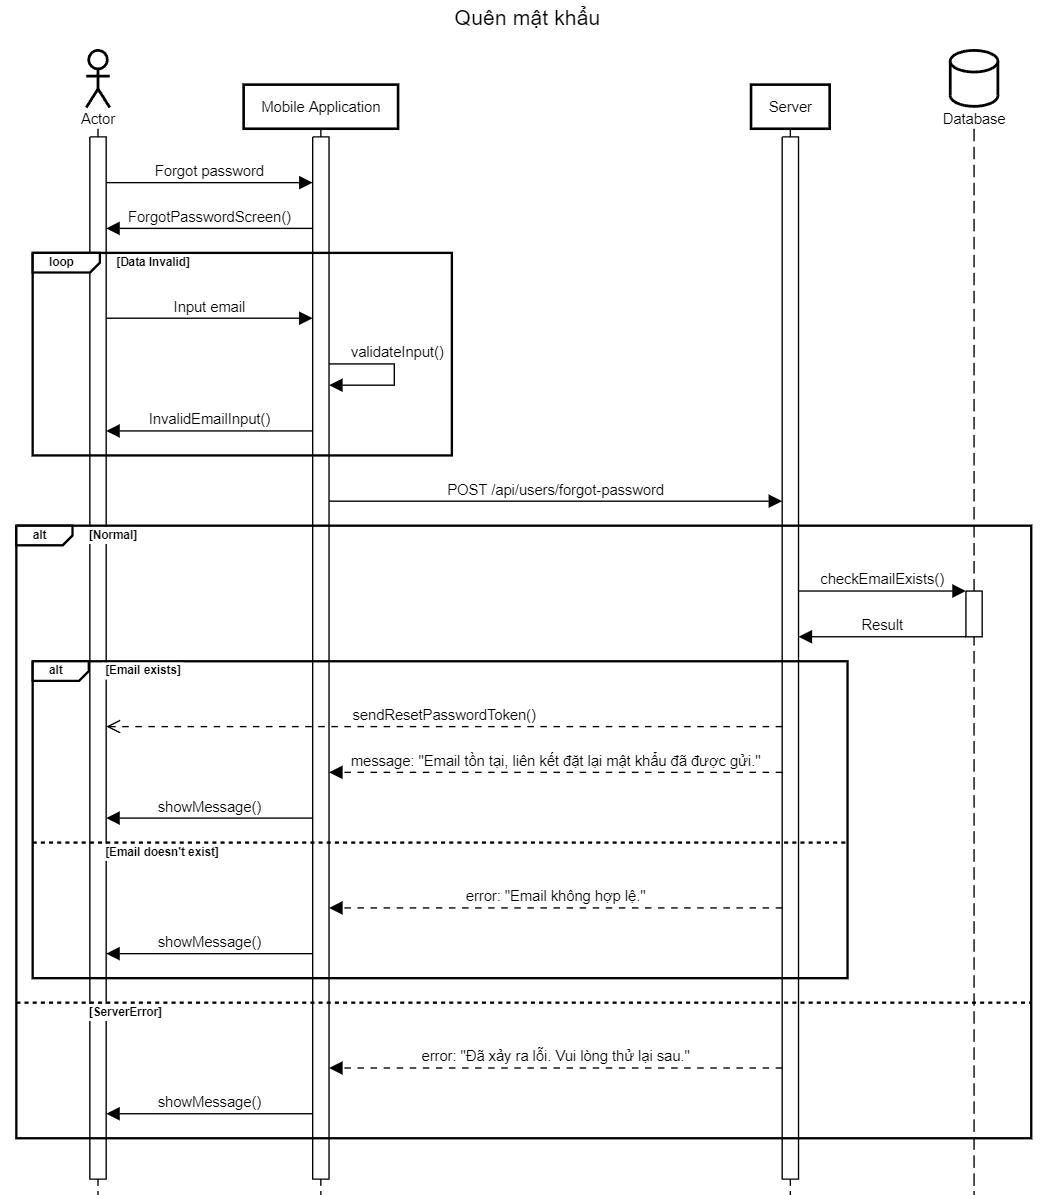 Quên mật khẩu
Actor
Mobile Application
Server
Database
Forgot password
ForgotPasswordScreen()
loop
[Data Invalid]
Input email
validateInput()
InvalidEmailInput()
POST /api/users/forgot-password
alt
[Normal]
checkEmailExists()
Result
alt
[Email exists]
sendResetPasswordToken()
message: "Email tồn tại, liên kết đặt lại mật khẩu đã được gửi."
showMessage()
[Email doesn't exist]
error: "Email không hợp lệ."
showMessage()
[ServerError]
error: "Đã xảy ra lỗi. Vui lòng thử lại sau."
showMessage()